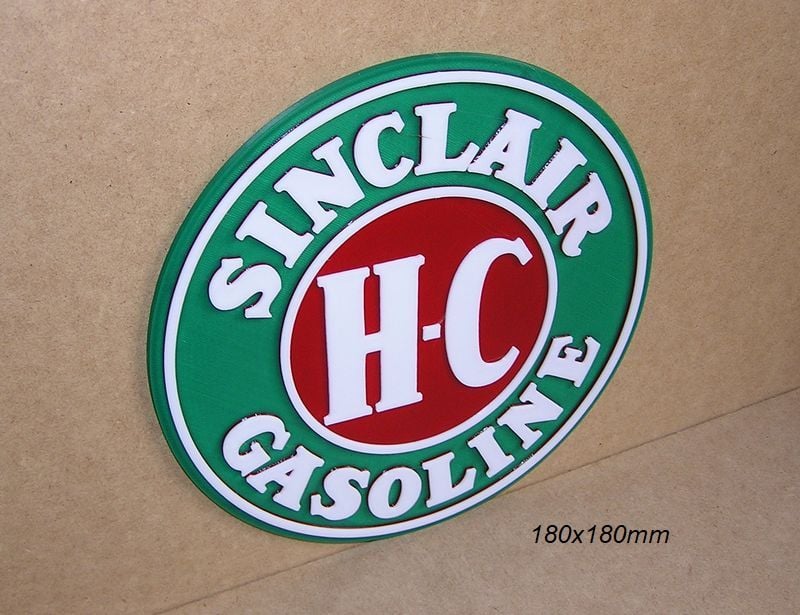 SINCLAIR
H-C
GASOLINE
180x180mm